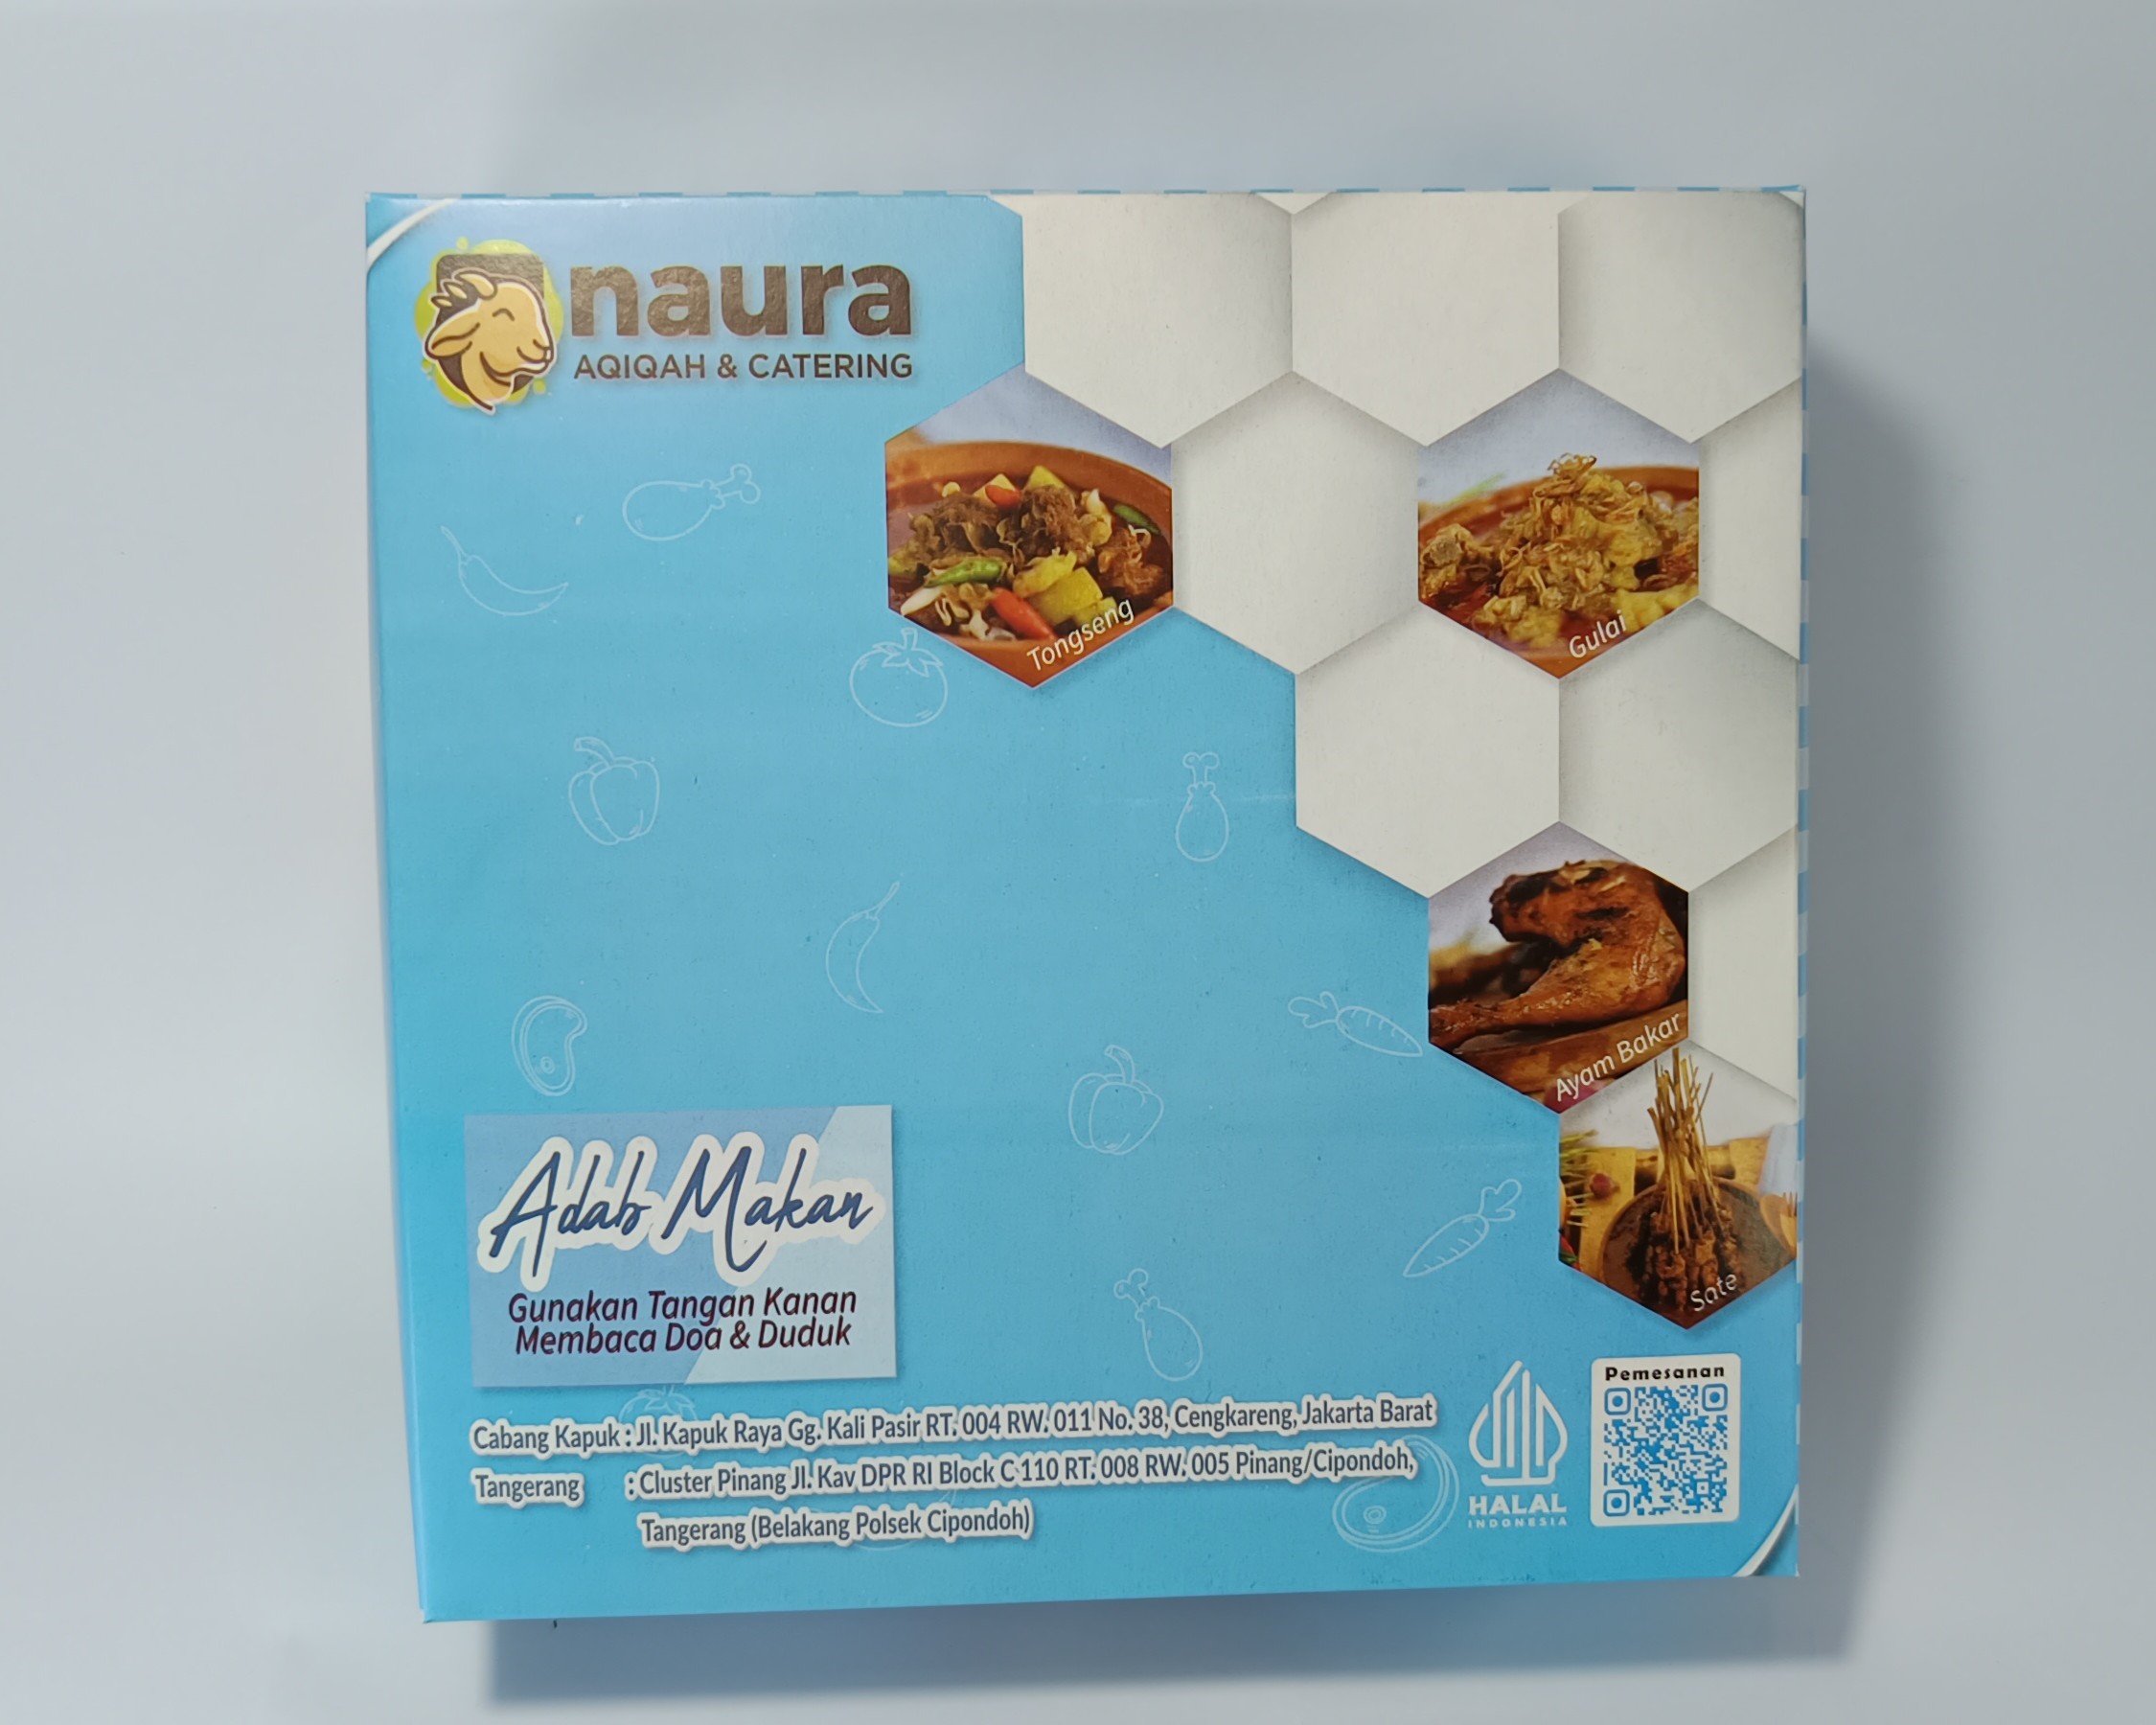 naura
AQIQAH & CATERING
Tongseng
Gulai
Ayam Bakar
Sate
Adab Makan
Gunakan Tangan Kanan
Membaca Doa & Duduk
Cabang Kapuk : Jl. Kapuk Raya Gg. Kali Pasir RT. 004 RW. 011 No. 38, Cengkareng, Jakarta Barat
Tangerang : Cluster Pinang Jl. Kav DPR RI Block C 110 RT. 008 RW. 005 Pinang/Cipondoh,
Tangerang (Belakang Polsek Cipondoh)
HALAL
INDONESIA
Pemesanan